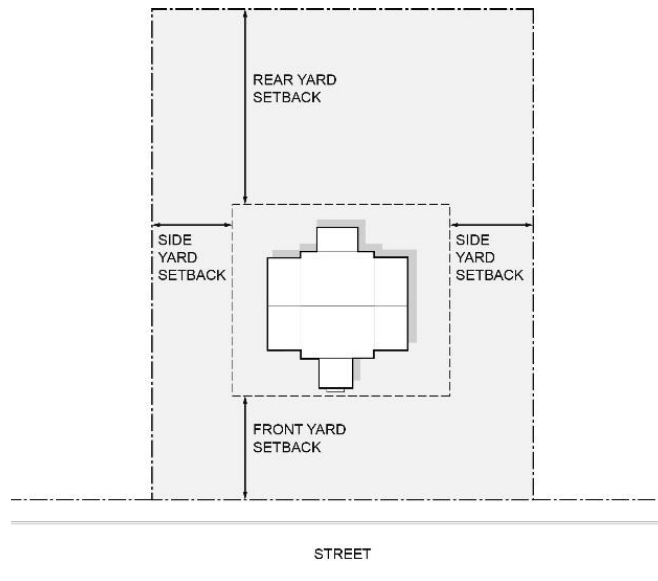 REAR YARD
SETBACK
SIDE
YARD
SETBACK
SIDE
YARD
SETBACK
FRONT YARD
SETBACK
STREET